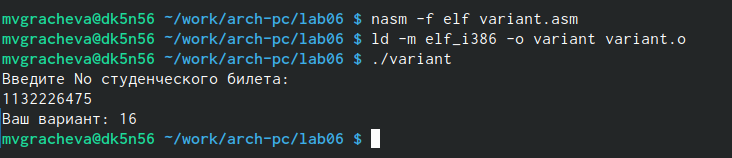 mvgracheva@dk5n56 ~/work/arch-pc/lab06 $ nasm -f elf variant.asm
mvgracheva@dk5n56 ~/work/arch-pc/lab06 $ ld -m elf_i386 -o variant variant.o
mvgracheva@dk5n56 ~/work/arch-pc/lab06 $ ./variant
Введите No студенческого билета:
1132226475
Ваш вариант: 16
mvgracheva@dk5n56 ~/work/arch-pc/lab06 $